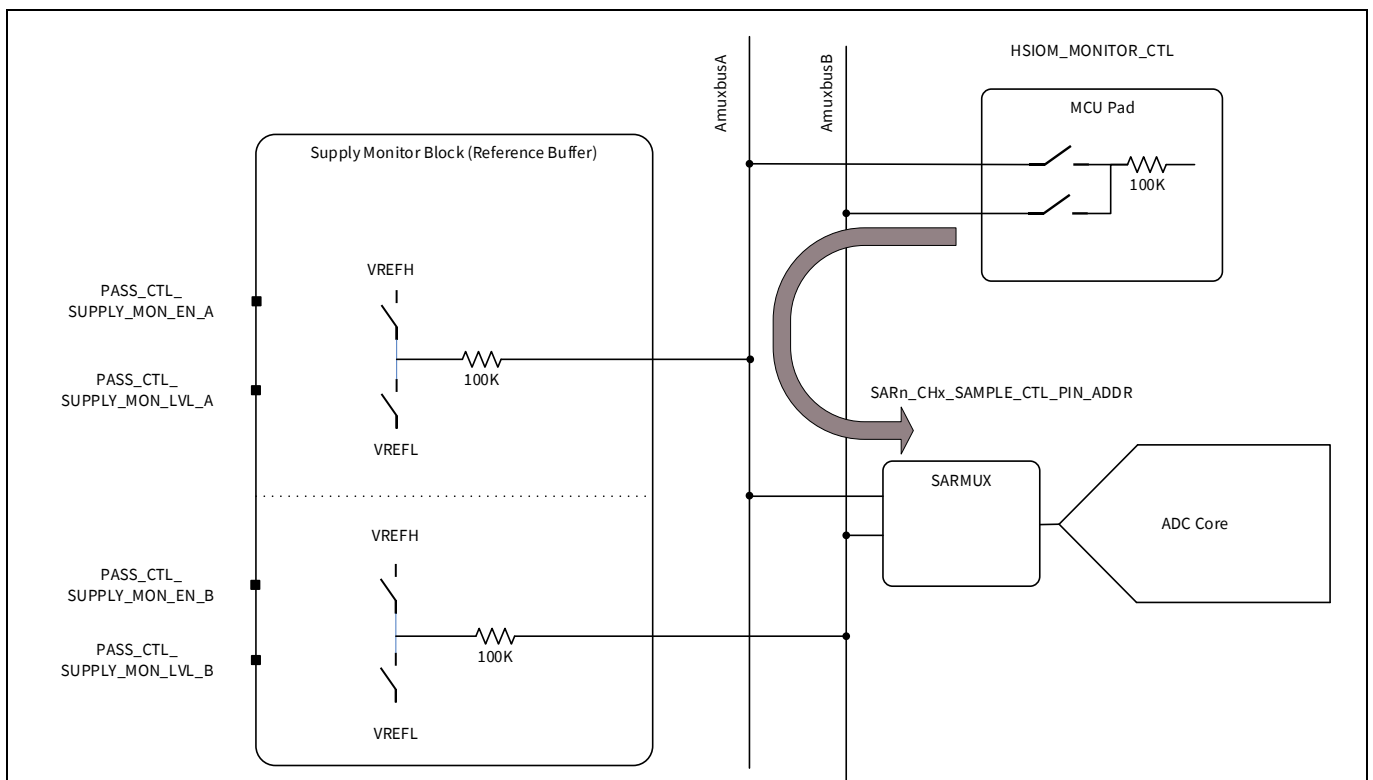 AmuxbusA
AmuxbusB
HSIOM_MONITOR_CTL
MCU Pad
100K
Supply Monitor Block (Reference Buffer)
VREFH
PASS_CTL_
SUPPLY_MON_EN_A
100K
PASS_CTL_
SUPPLY_MON_LVL_A
VREFL
SARn_CHx_SAMPLE_CTL_PIN_ADDR
SARMUX
ADC Core
VREFH
PASS_CTL_
SUPPLY_MON_EN_B
100K
PASS_CTL_
SUPPLY_MON_LVL_B
VREFL